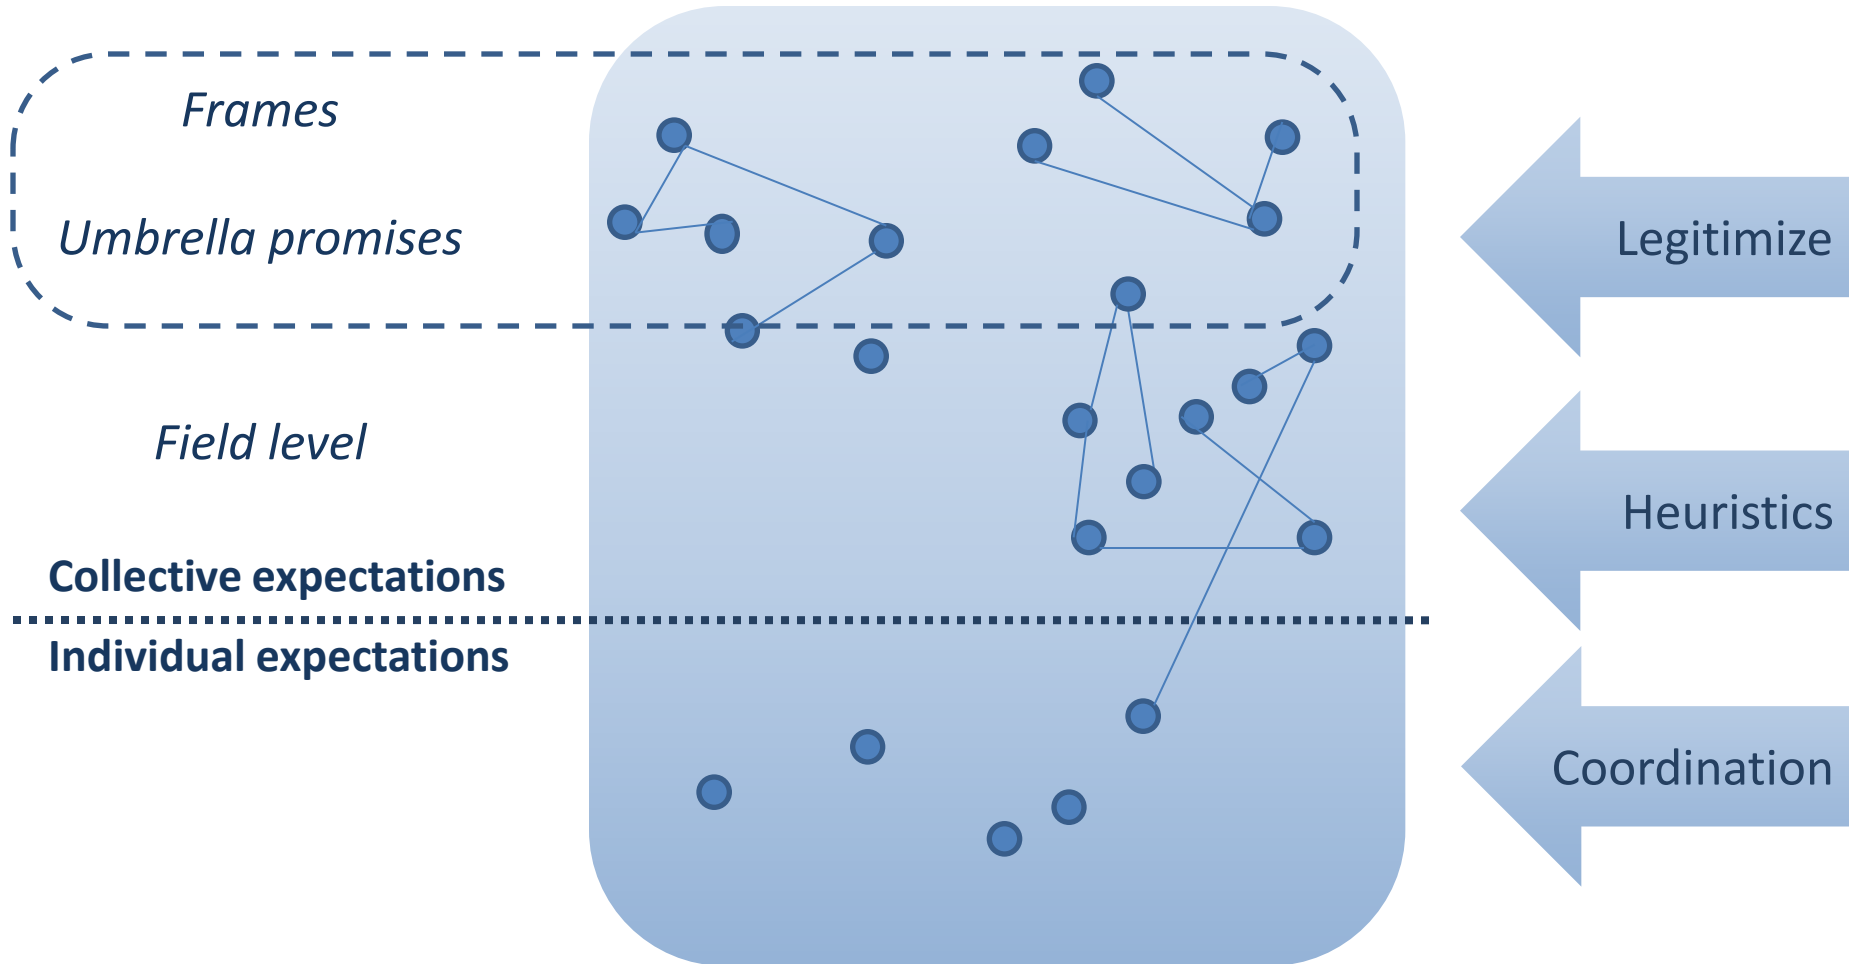 Frames
Umbrella promises
Legitimize
Field level
Heuristics
Collective expectations
Individual expectations
Coordination